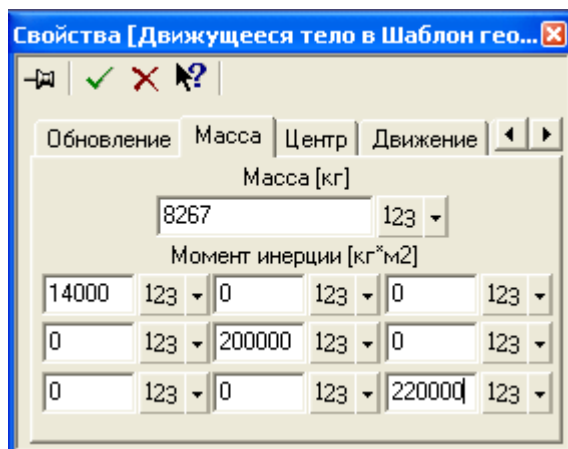 Свойства [Движущееся тело в Шаблон гео...
Обновление Масса Центр Движение
Масса [кг]
8267 123
Момент инерции [кг*м2]
14000 123 0 123 0 123
0 123 200000 123 0 123
0 123 0 123 220000 123